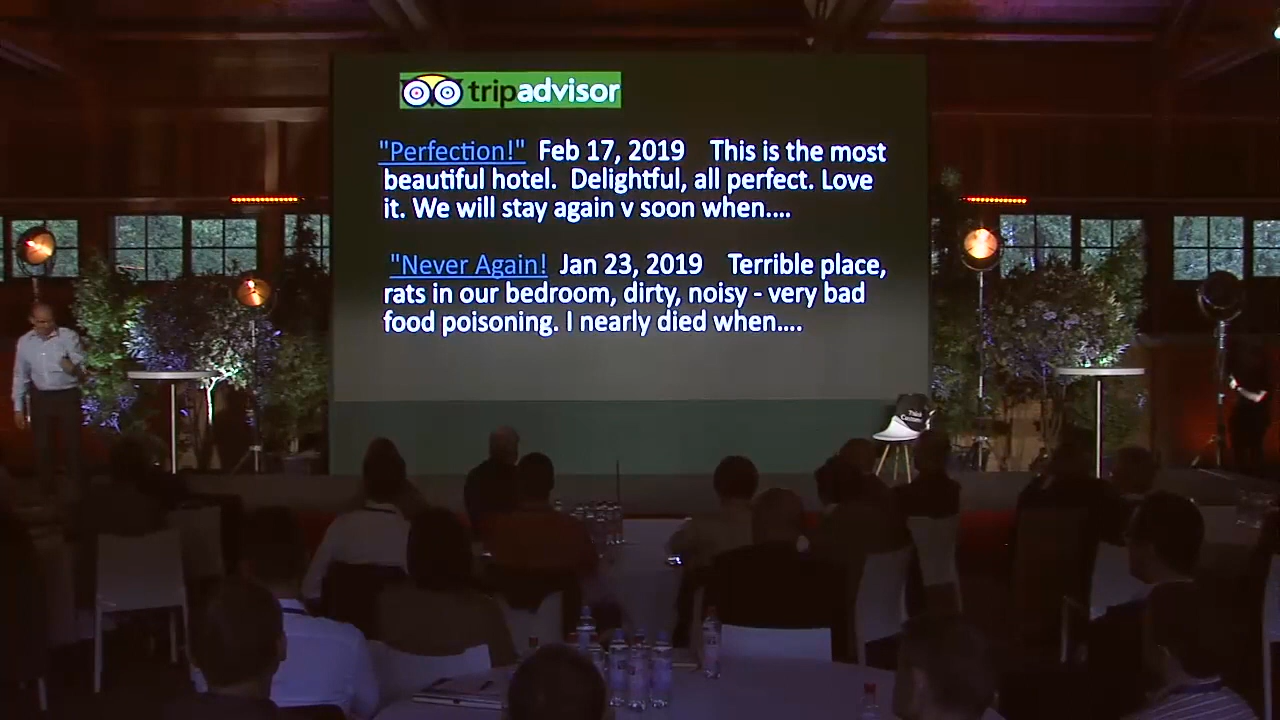 tripadvisor
"Perfection!" Feb 17, 2019 This is the most
beautiful hotel. Delightful, all perfect. Love
it. We will stay again v soon when....
"Never Again! Jan 23, 2019 Terrible place,
rats in our bedroom, dirty, noisy - very bad
food poisoning. I nearly died when....
Think
Customer